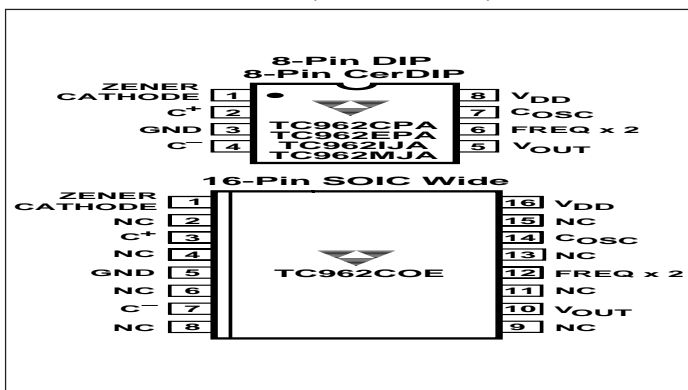 8-Pin DIP
8-Pin CerDIP
ZENER
CATHODE 1 8 VDD
C+ 2 7 COSC
GND 3 6 FREQ x 2
C– 4 5 VOUT
TC962CPA
TC962EPA
TC962IJA
TC962MJA
16-Pin SOIC Wide
ZENER
CATHODE 1 16 VDD
NC 2 15 NC
C+ 3 14 COSC
NC 4 13 NC
GND 5 TC962COE 12 FREQ x 2
NC 6 11 NC
C– 7 10 VOUT
NC 8 9 NC